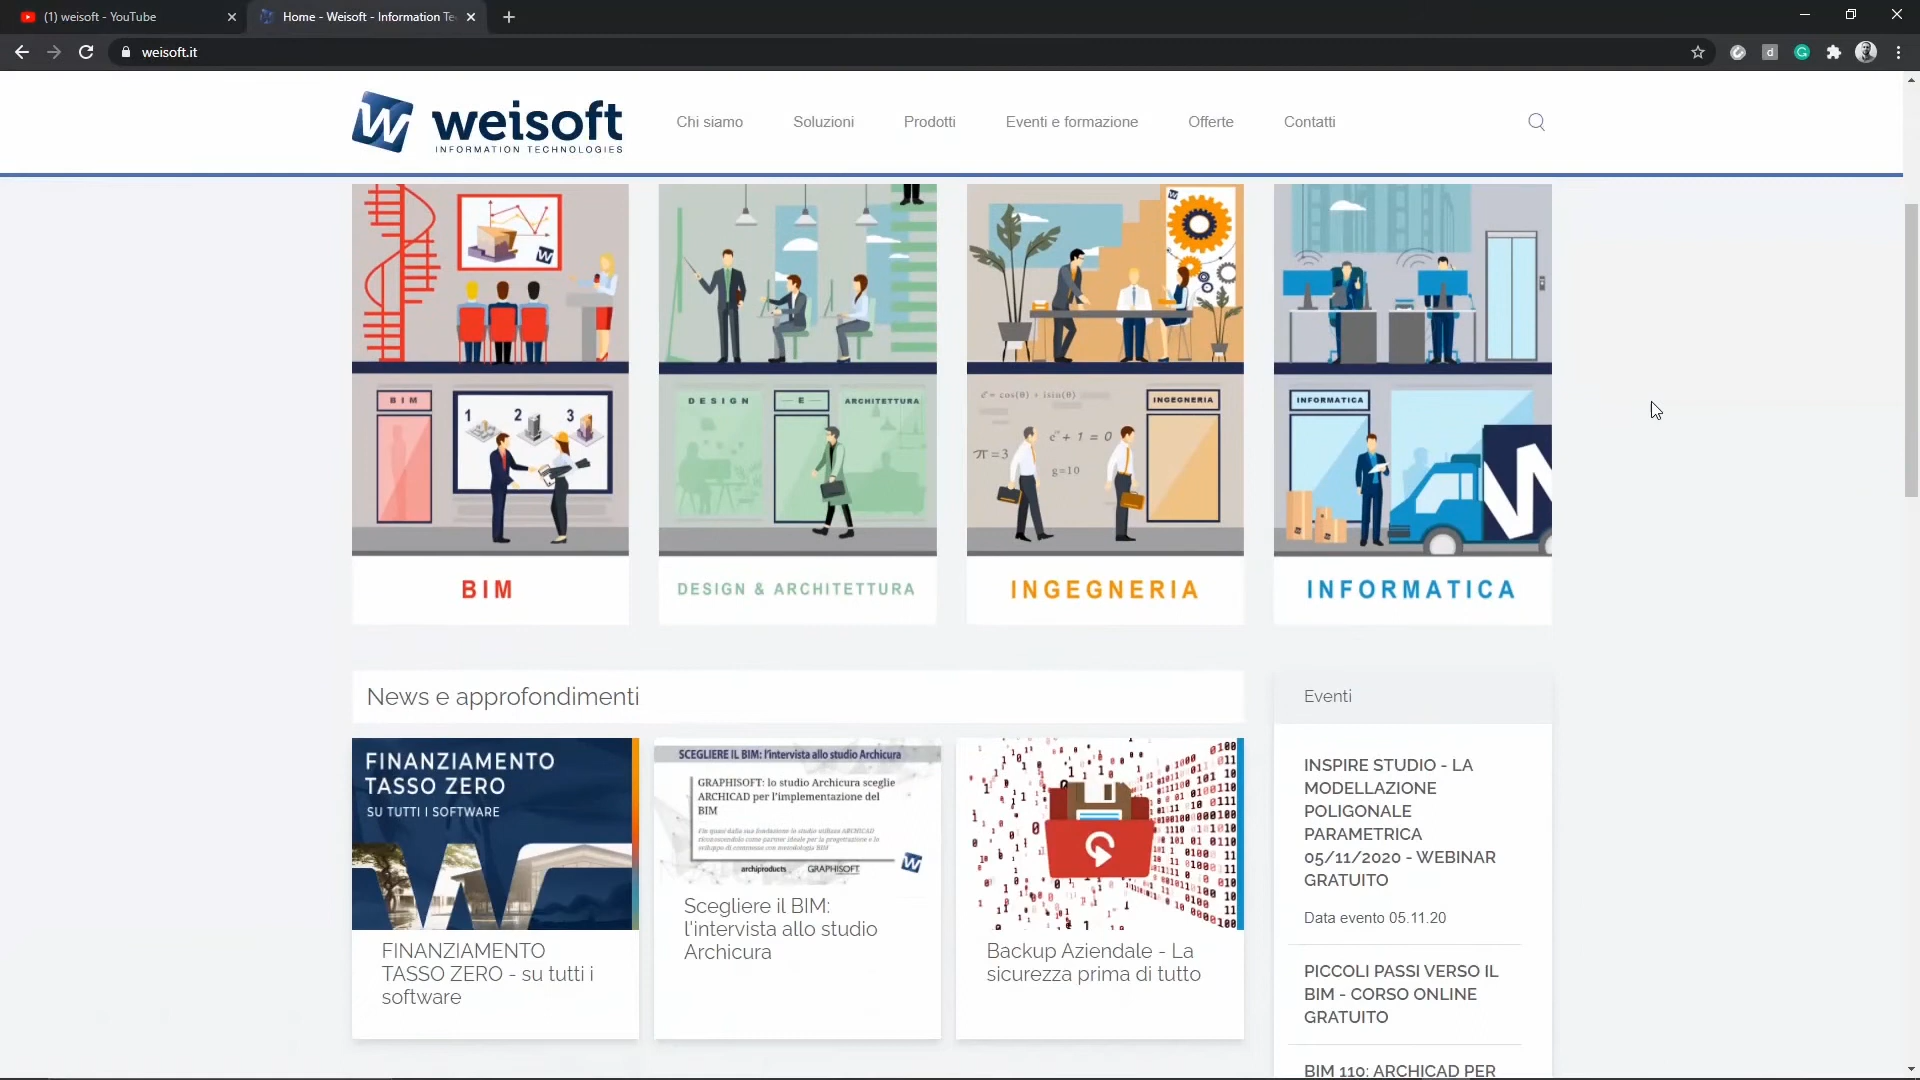 (1) weisoft - YouTube
Home - Weisoft - Information Te
weisoft.it
d
G
W weisoft
INFORMATION TECHNOLOGIES
Chi siamo
Soluzioni
Prodotti
Eventi e formazione
Offerte
Contatti
W
W
BIM
1 2 3
DESIGN
E
ARCHITETTURA
INGEGNERIA
π=3
g=10
INFORMATICA
W
BIM
DESIGN & ARCHITETTURA
INGEGNERIA
INFORMATICA
News e approfondimenti
FINANZIAMENTO
TASSO ZERO
SU TUTTI I SOFTWARE
W
FINANZIAMENTO
TASSO ZERO - su tutti i
software
SCEGLIERE IL BIM: l'intervista allo studio Archicura
GRAPHISOFT: lo studio Archicura sceglie
ARCHICAD per l'implementazione del
BIM
archiproducts
GRAPHISOFT
W
Scegliere il BIM:
l'intervista allo studio
Archicura
Backup Aziendale - La
sicurezza prima di tutto
Eventi
INSPIRE STUDIO - LA
MODELLAZIONE
POLIGONALE
PARAMETRICA
05/11/2020 - WEBINAR
GRATUITO
Data evento 05.11.20
PICCOLI PASSI VERSO IL
BIM - CORSO ONLINE
GRATUITO
BIM 110: ARCHICAD PER